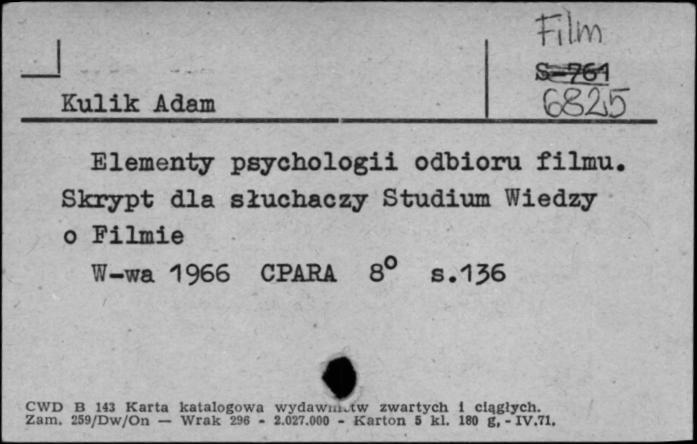 Film
S-761
6825
Kulik Adam
Elementy psychologii odbioru filmu.
Skrypt dla słuchaczy Studium Wiedzy
o Filmie
W-wa 1966 CPARA 8° s.136
CWD B 143 Karta katalogowa wydawnictw zwartych i ciągłych.
Zam. 259/Dw/On — Wrak 296 - 2.027.000 - Karton 5 kl. 180 g, - IV.71.